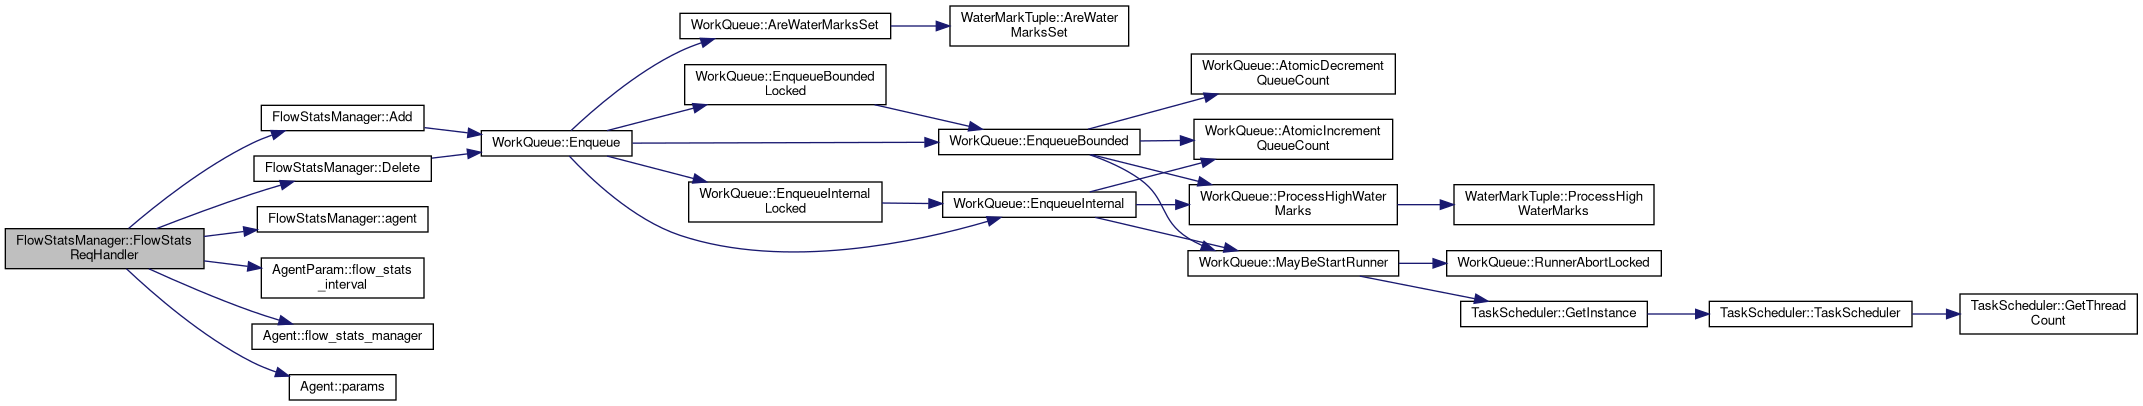 FlowStatsManager::FlowStats
ReqHandler
FlowStatsManager::Add
FlowStatsManager::Delete
FlowStatsManager::agent
AgentParam::flow_stats
_interval
Agent::flow_stats_manager
Agent::params
WorkQueue::Enqueue
WorkQueue::AreWaterMarksSet
WorkQueue::EnqueueBounded
Locked
WorkQueue::EnqueueInternal
Locked
WaterMarkTuple::AreWater
MarksSet
WorkQueue::EnqueueBounded
WorkQueue::EnqueueInternal
WorkQueue::AtomicDecrement
QueueCount
WorkQueue::AtomicIncrement
QueueCount
WorkQueue::ProcessHighWater
Marks
WorkQueue::MayBeStartRunner
WaterMarkTuple::ProcessHigh
WaterMarks
WorkQueue::RunnerAbortLocked
TaskScheduler::GetInstance
TaskScheduler::TaskScheduler
TaskScheduler::GetThread
Count